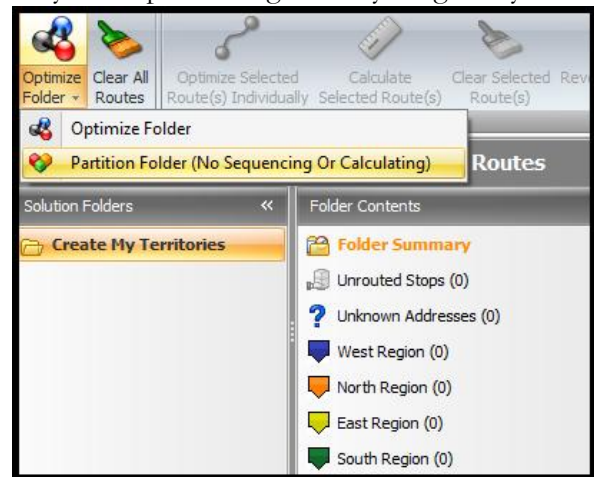 Optimize Folder
Clear All Routes
Optimize Selected Route(s) Individually
Calculate Selected Route(s)
Clear Selected Route(s)
Optimize Folder
Partition Folder (No Sequencing Or Calculating)
Routes
Solution Folders «
Folder Contents
Create My Territories
Folder Summary
Unrouted Stops (0)
Unknown Addresses (0)
West Region (0)
North Region (0)
East Region (0)
South Region (0)